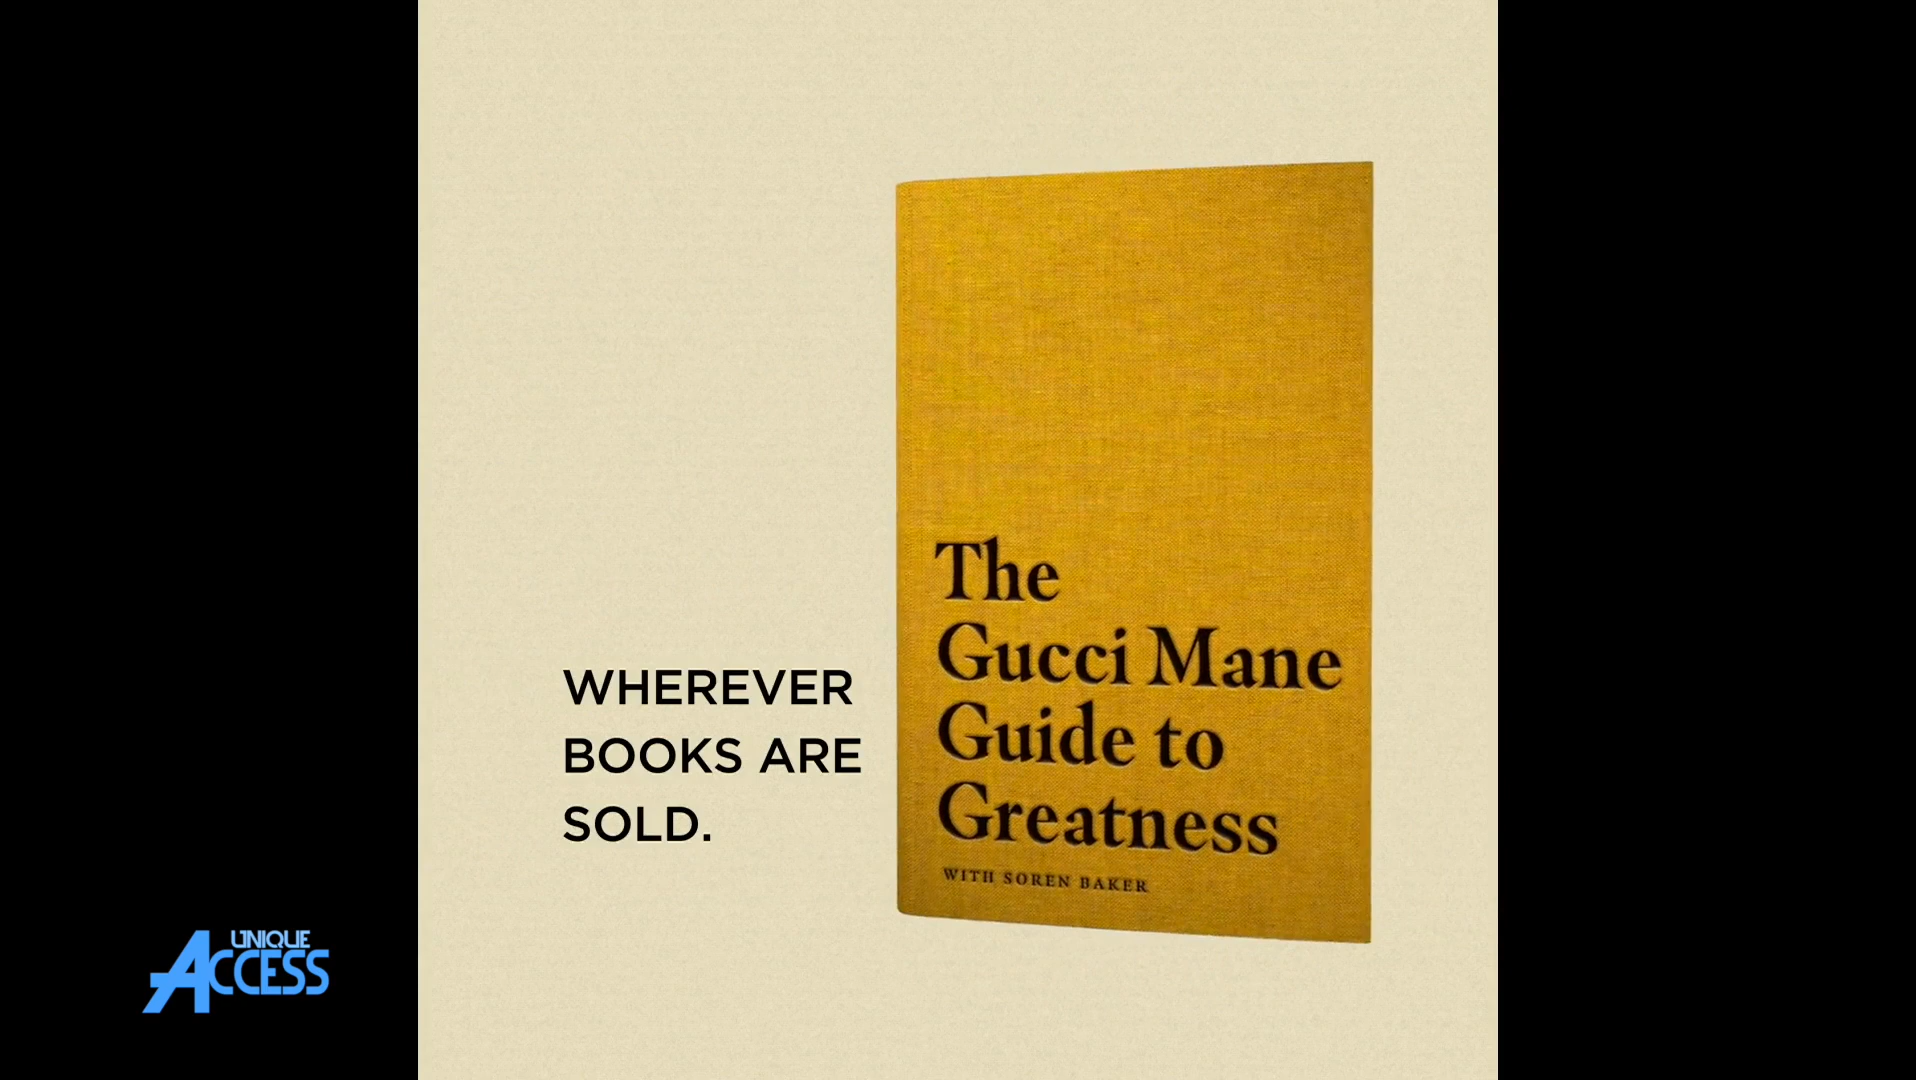 WHEREVER
BOOKS ARE
SOLD.
The
Gucci Mane
Guide to
Greatness
WITH SOREN BAKER
UNIQUE
ACCESS